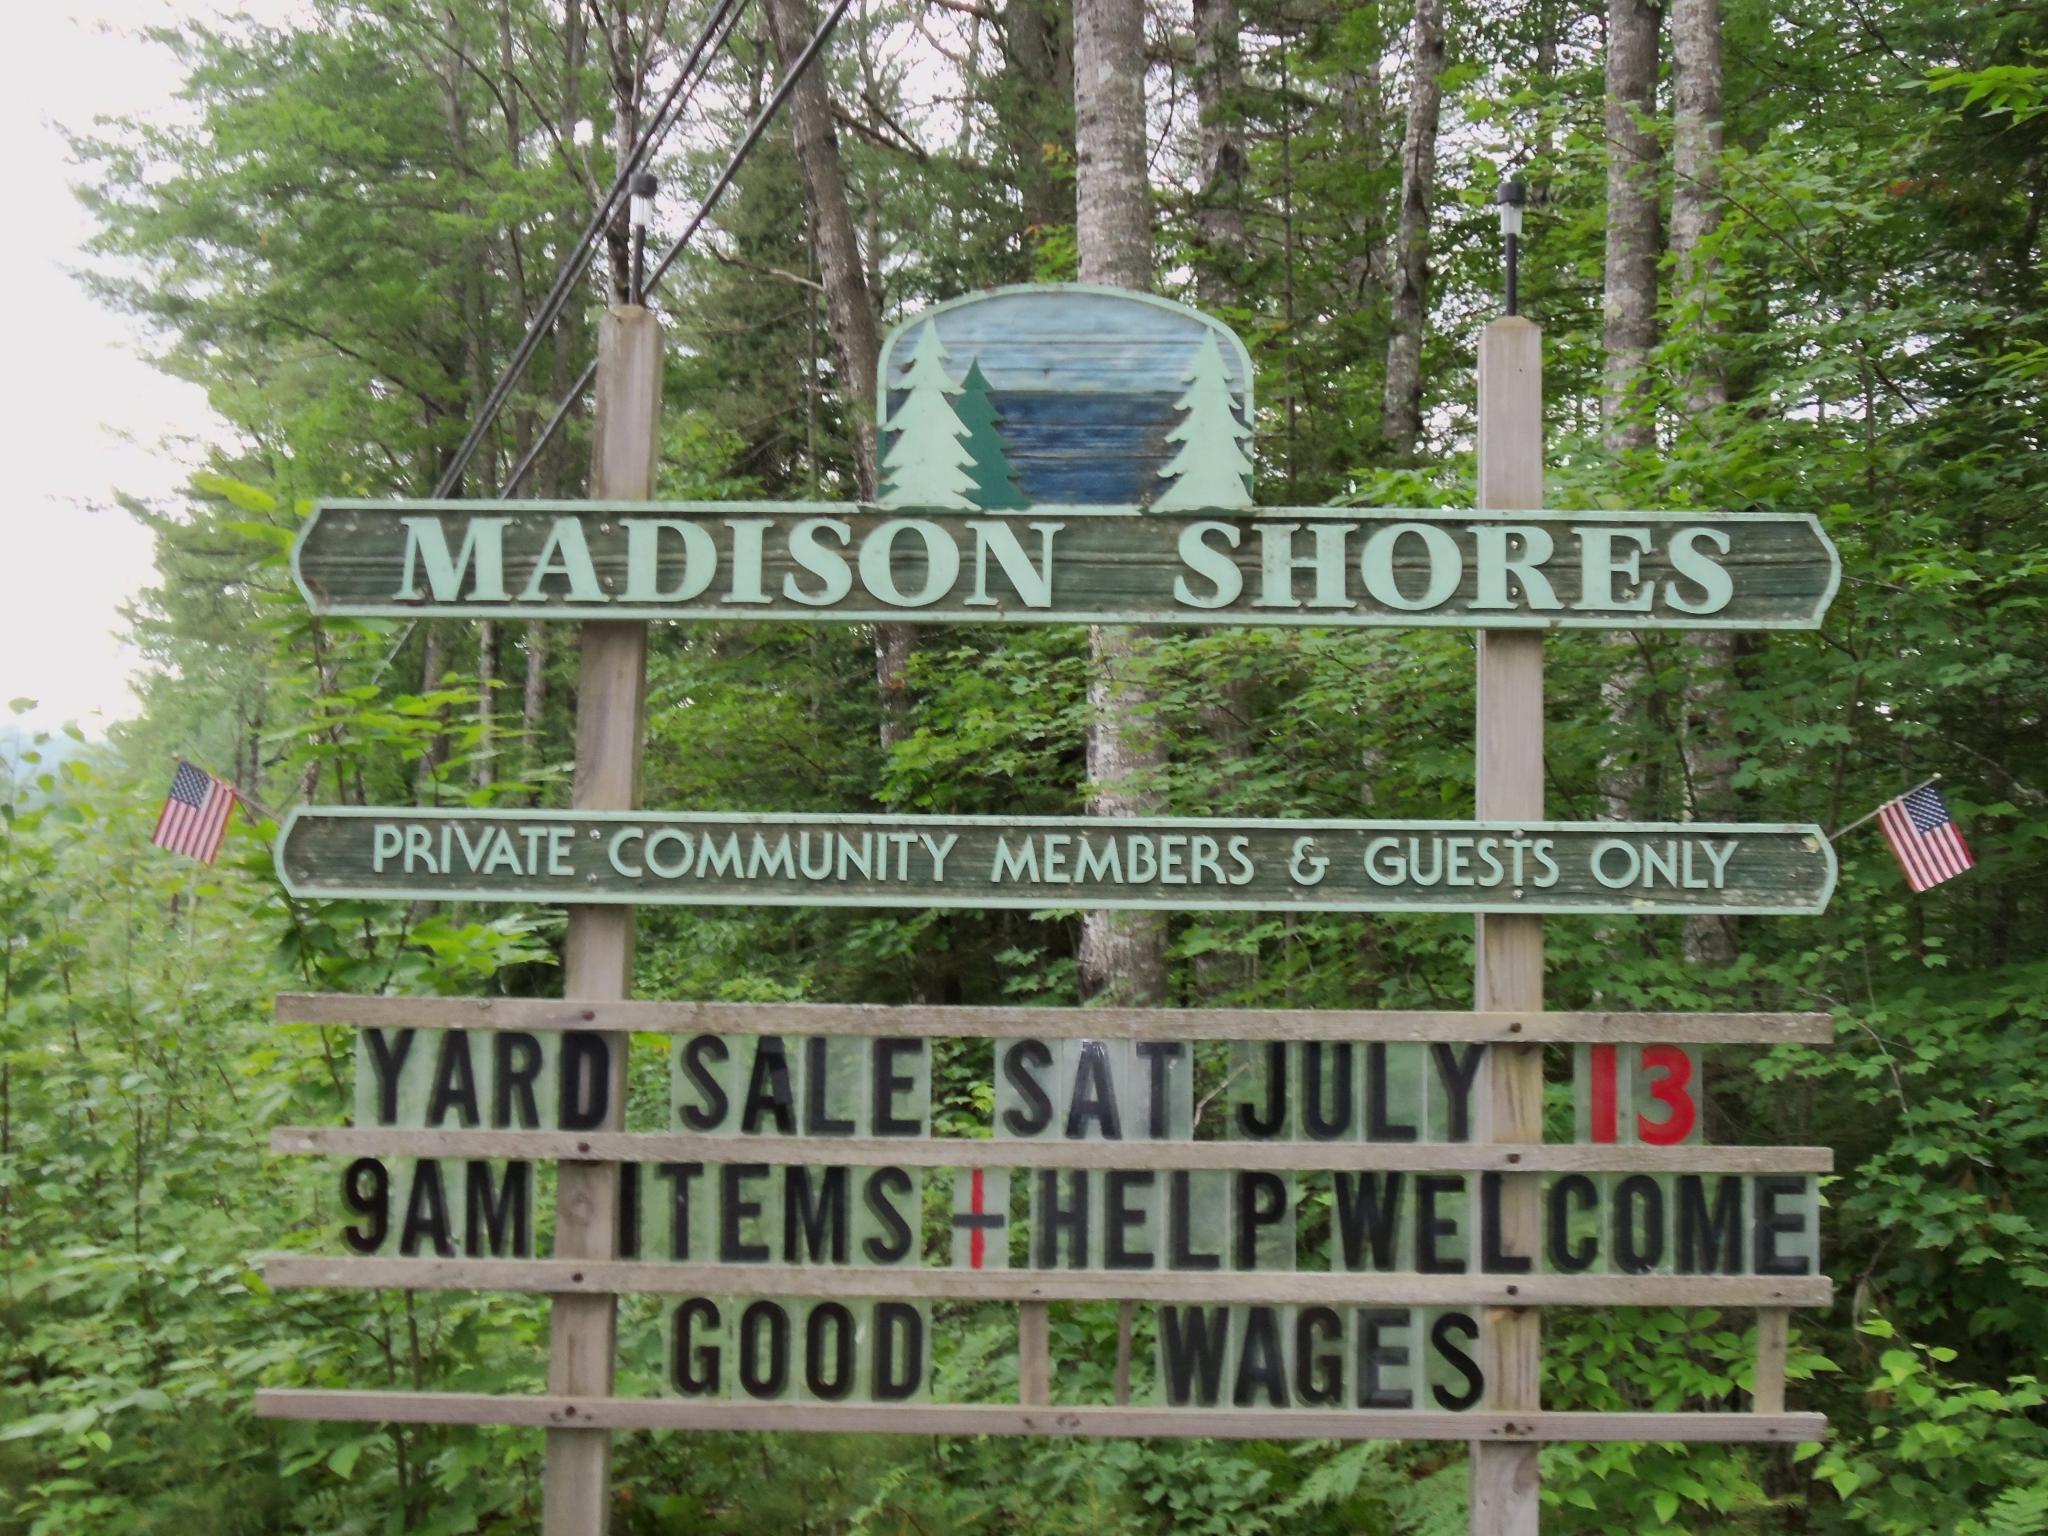 MADISON SHORES
PRIVATE COMMUNITY MEMBERS & GUESTS ONLY
YARD SALE SAT JULY 13
9AM ITEMS + HELP WELCOME
GOOD WAGES